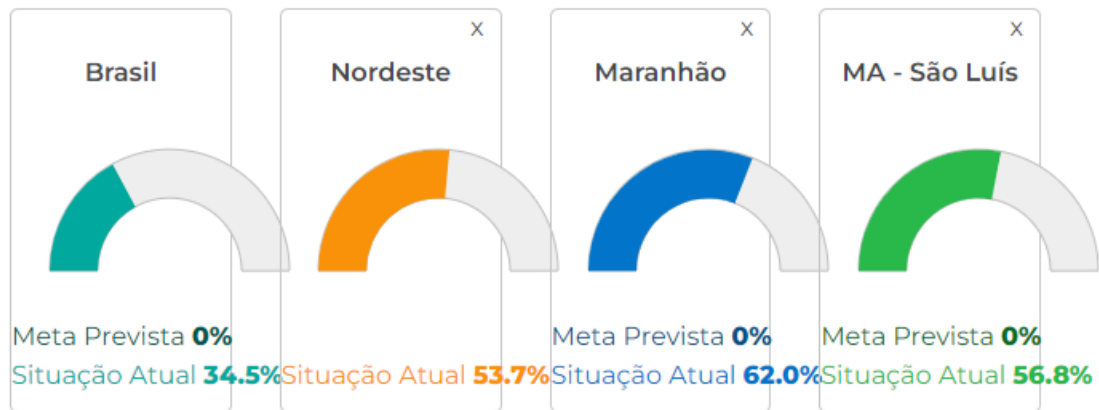 Brasil
Meta Prevista 0%
Situação Atual 34.5%
X
Nordeste
Situação Atual 53.7%
X
Maranhão
Meta Prevista 0%
Situação Atual 62.0%
X
MA - São Luís
Meta Prevista 0%
Situação Atual 56.8%